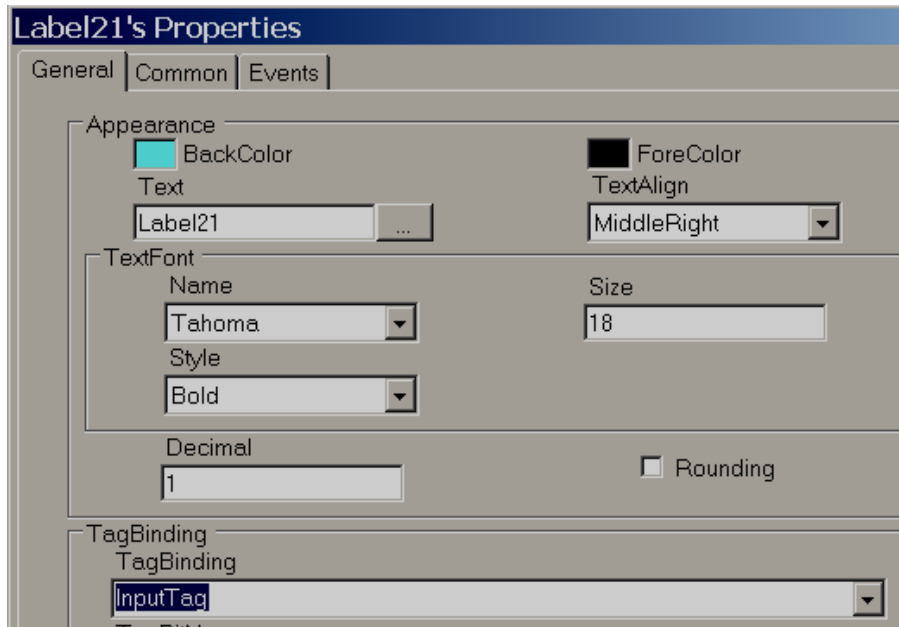 Label21's Properties
General Common Events
Appearance
BackColor ForeColor
Text TextAlign
Label21 ... MiddleRight
TextFont
Name Size
Tahoma 18
Style
Bold
Decimal
1 Rounding
TagBinding
TagBinding
InputTag